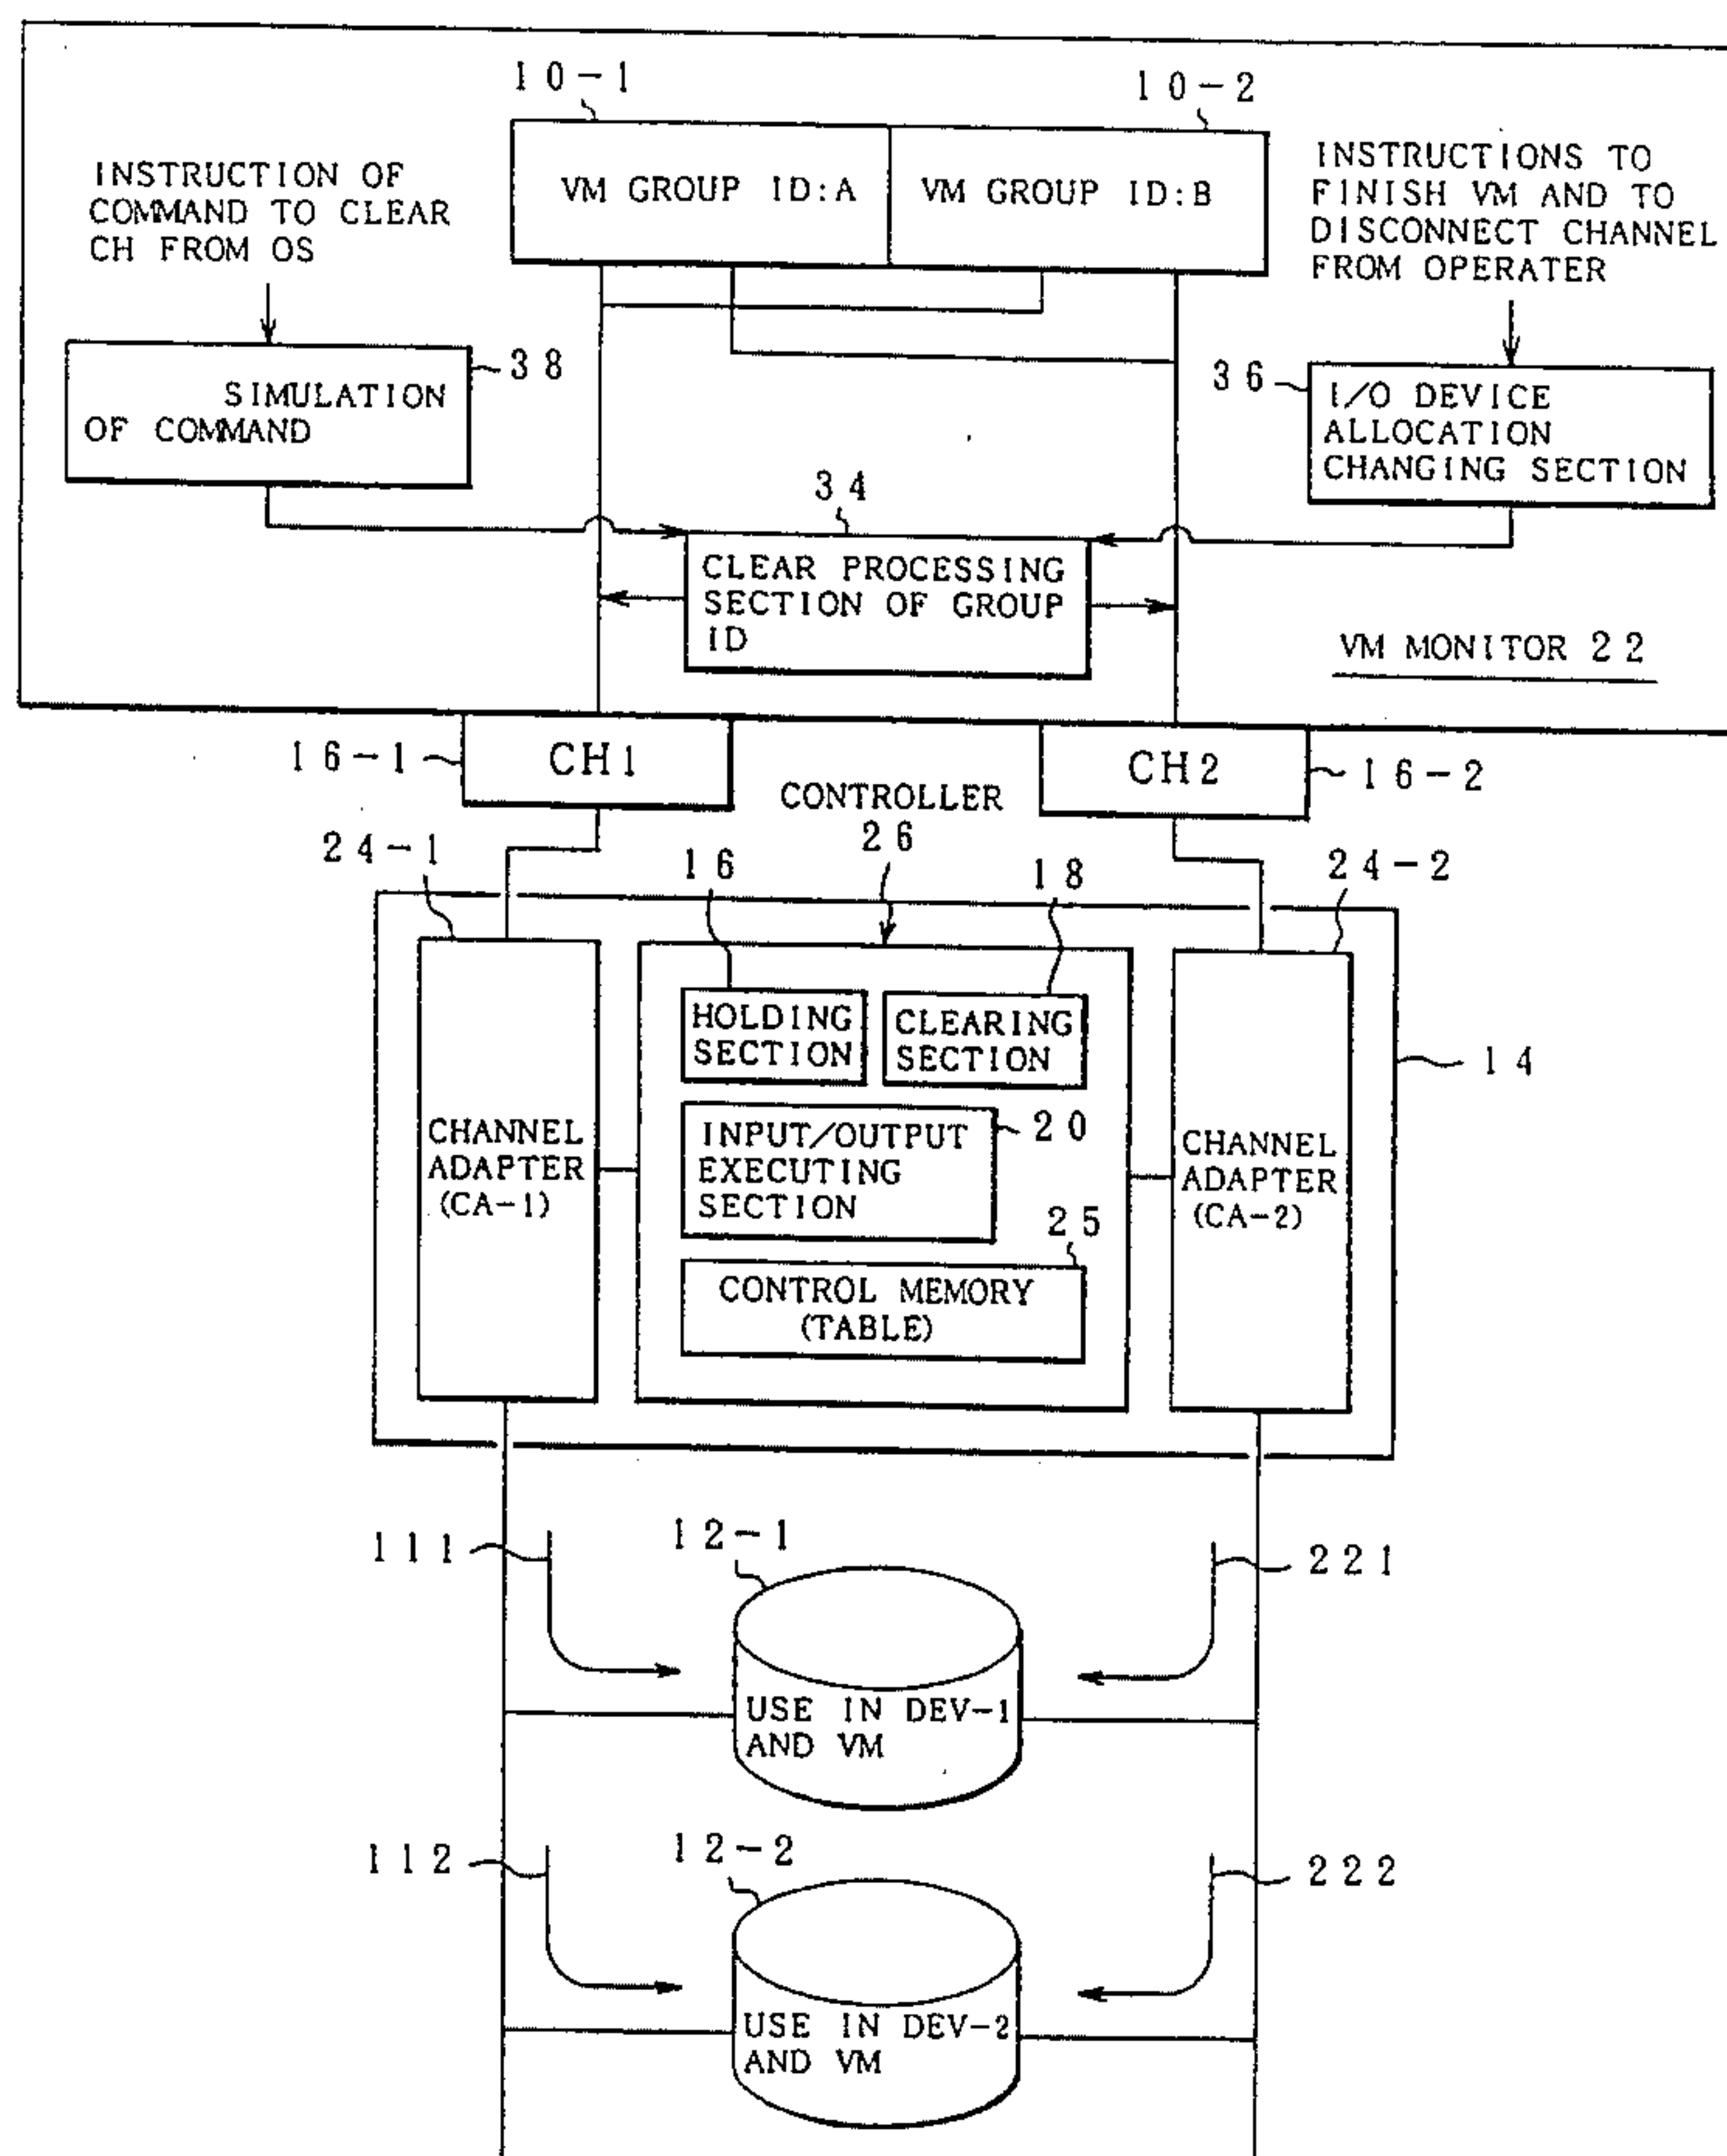 10-1
10-2
INSTRUCTION OF
COMMAND TO CLEAR
CH FROM OS
VM GROUP ID:A
VM GROUP ID:B
INSTRUCTIONS TO
FINISH VM AND TO
DISCONNECT CHANNEL
FROM OPERATER
38
SIMULATION
OF COMMAND
36
I/O DEVICE
ALLOCATION
CHANGING SECTION
34
CLEAR PROCESSING
SECTION OF GROUP
ID
VM MONITOR 22
16-1
CH1
CH2
16-2
CONTROLLER
26
24-1
16
18
24-2
HOLDING
SECTION
CLEARING
SECTION
14
CHANNEL
ADAPTER
(CA-1)
INPUT/OUTPUT
EXECUTING
SECTION
20
CHANNEL
ADAPTER
(CA-2)
25
CONTROL MEMORY
(TABLE)
111
12-1
221
USE IN DEV-1
AND VM
112
12-2
222
USE IN DEV-2
AND VM